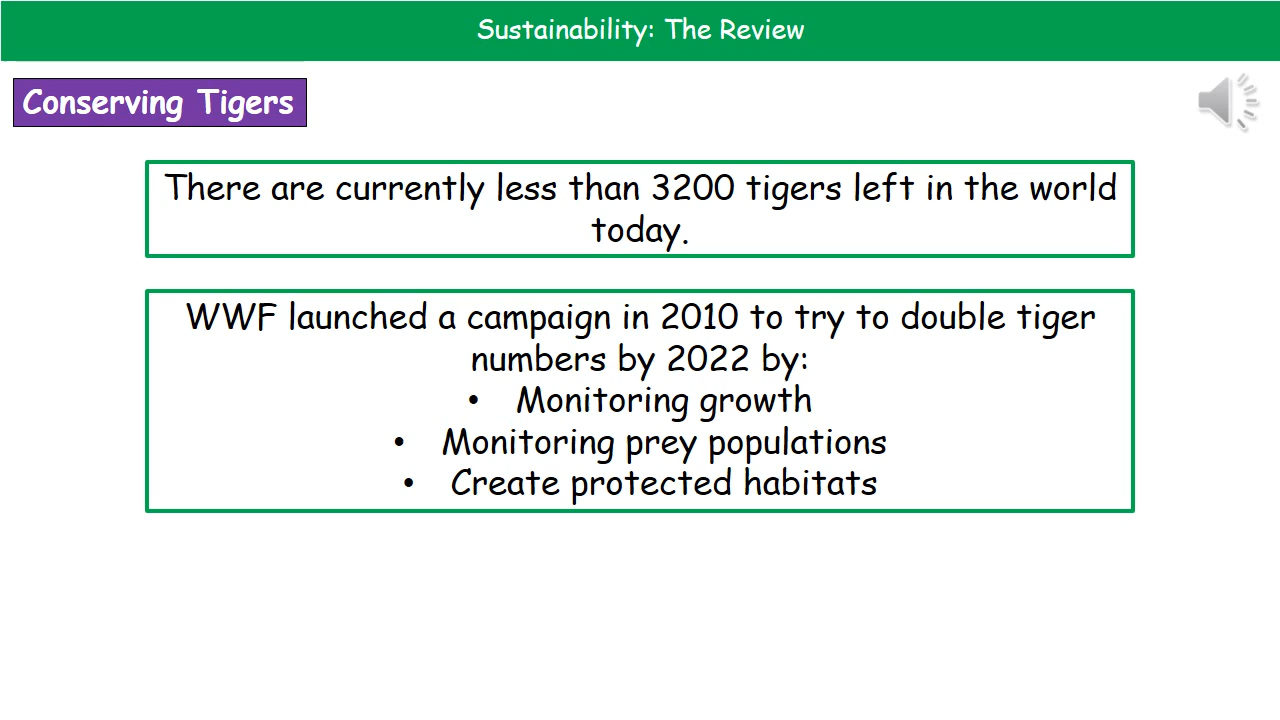 Sustainability: The Review
Conserving Tigers
There are currently less than 3200 tigers left in the world
today.
WWF launched a campaign in 2010 to try to double tiger
numbers by 2022 by:
• Monitoring growth
• Monitoring prey populations
• Create protected habitats